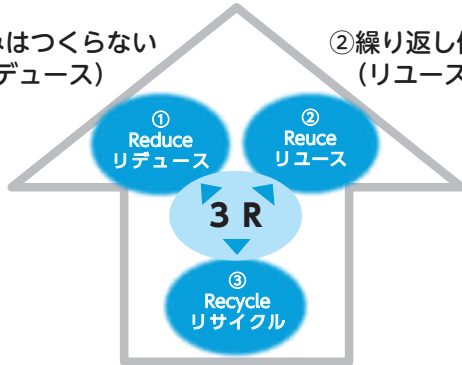 みはつくらない
デュース）
②繰り返し使
（リユース
①
Reduce
リデュース
②
Reuce
リユース
3 R
③
Recycle
リサイクル